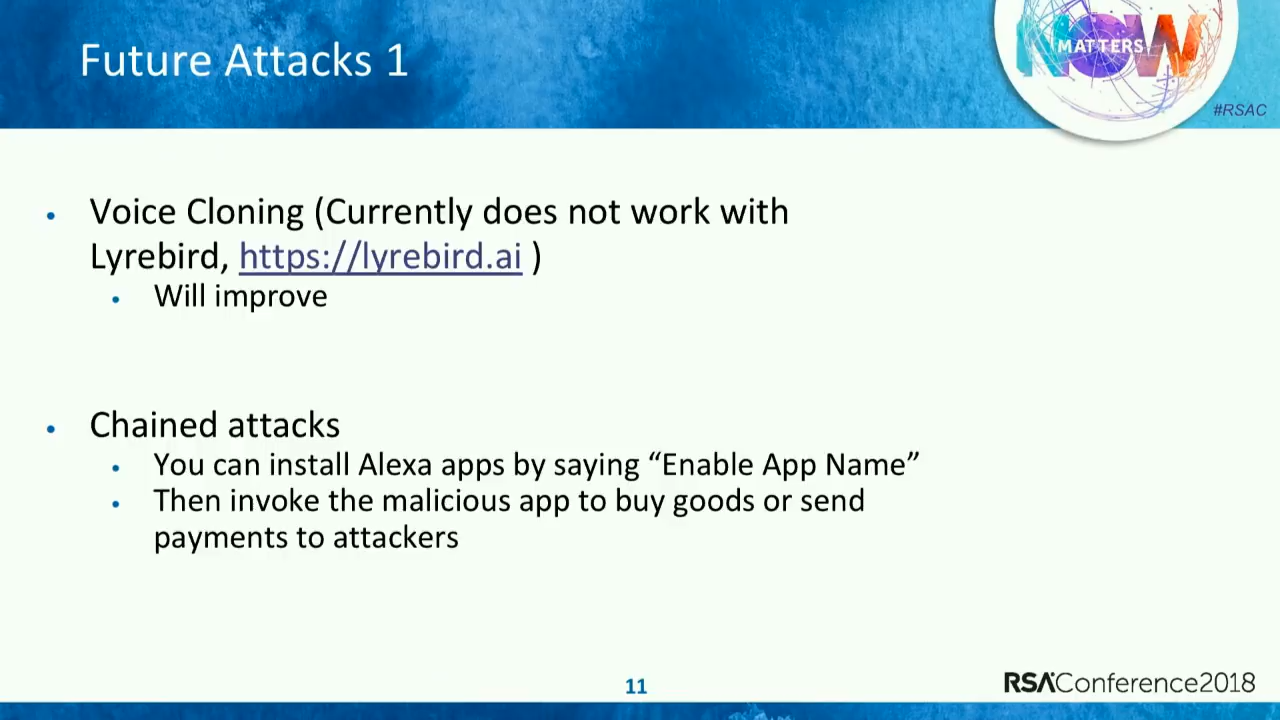 Future Attacks 1
NOW
MATTERS
#RSAC
• Voice Cloning (Currently does not work with
Lyrebird, https://lyrebird.ai )
• Will improve
• Chained attacks
• You can install Alexa apps by saying “Enable App Name”
• Then invoke the malicious app to buy goods or send
payments to attackers
11
RSAConference2018